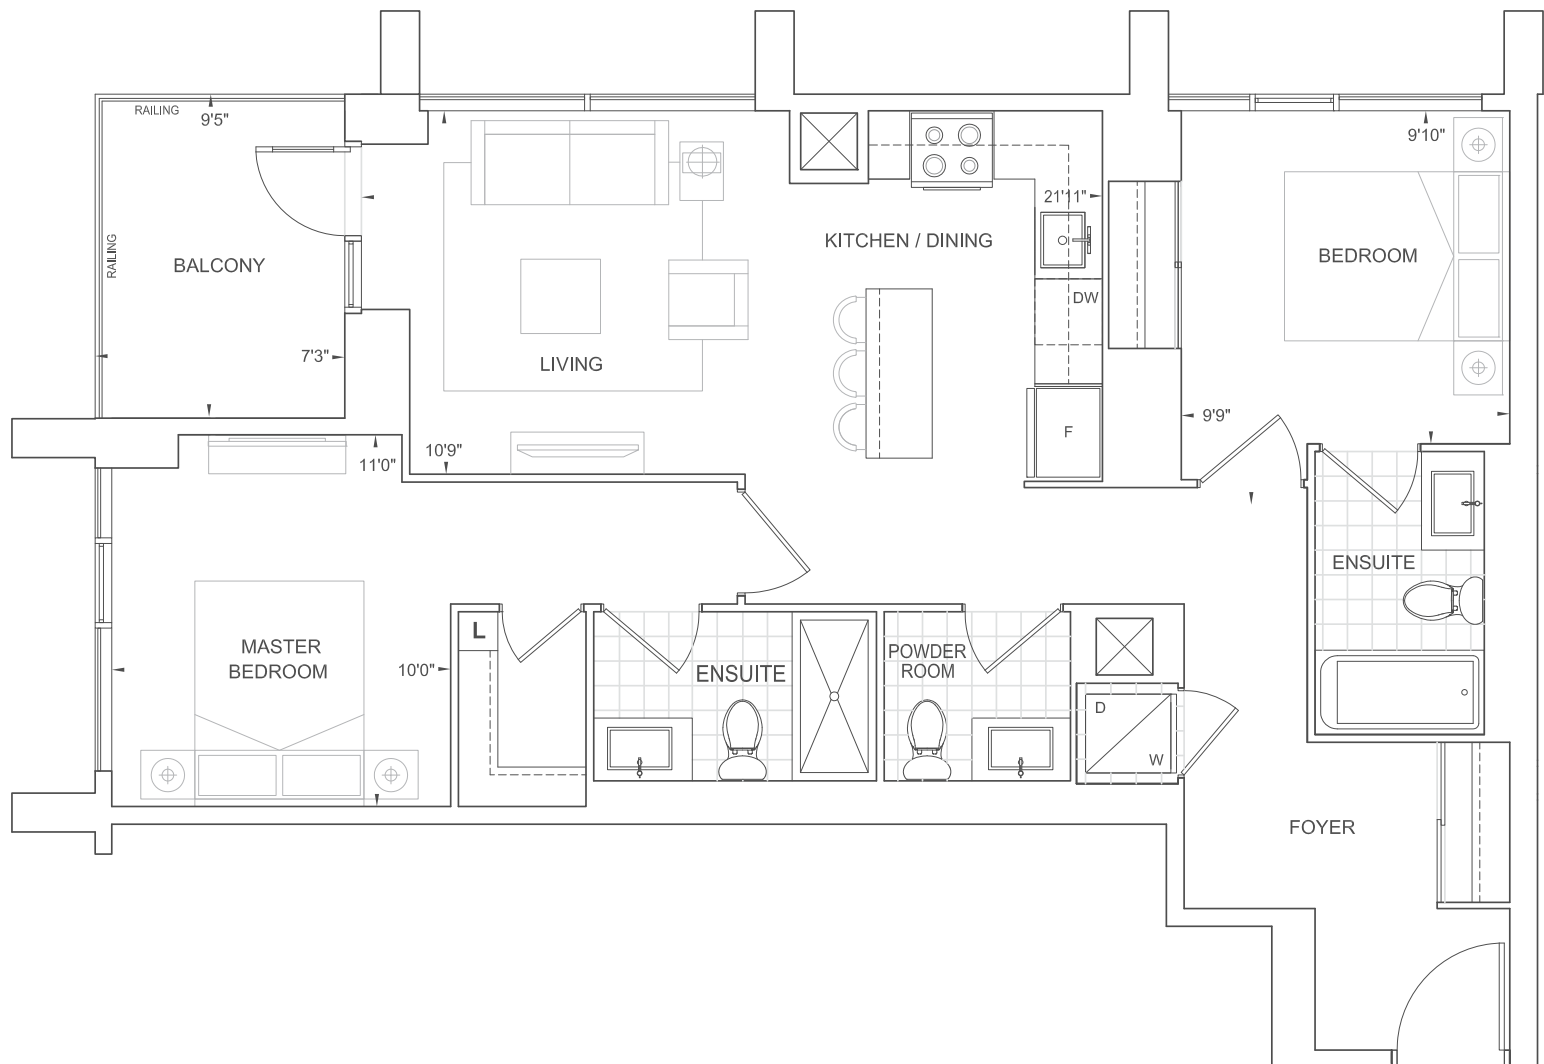 RAILING
9'5"
9'10"
21'11"
KITCHEN / DINING
RAILING
BALCONY
BEDROOM
DW
7'3"
LIVING
9'9"
F
10'9"
11'0"
ENSUITE
L
MASTER
BEDROOM
10'0"
ENSUITE
POWDER
ROOM
D
W
FOYER